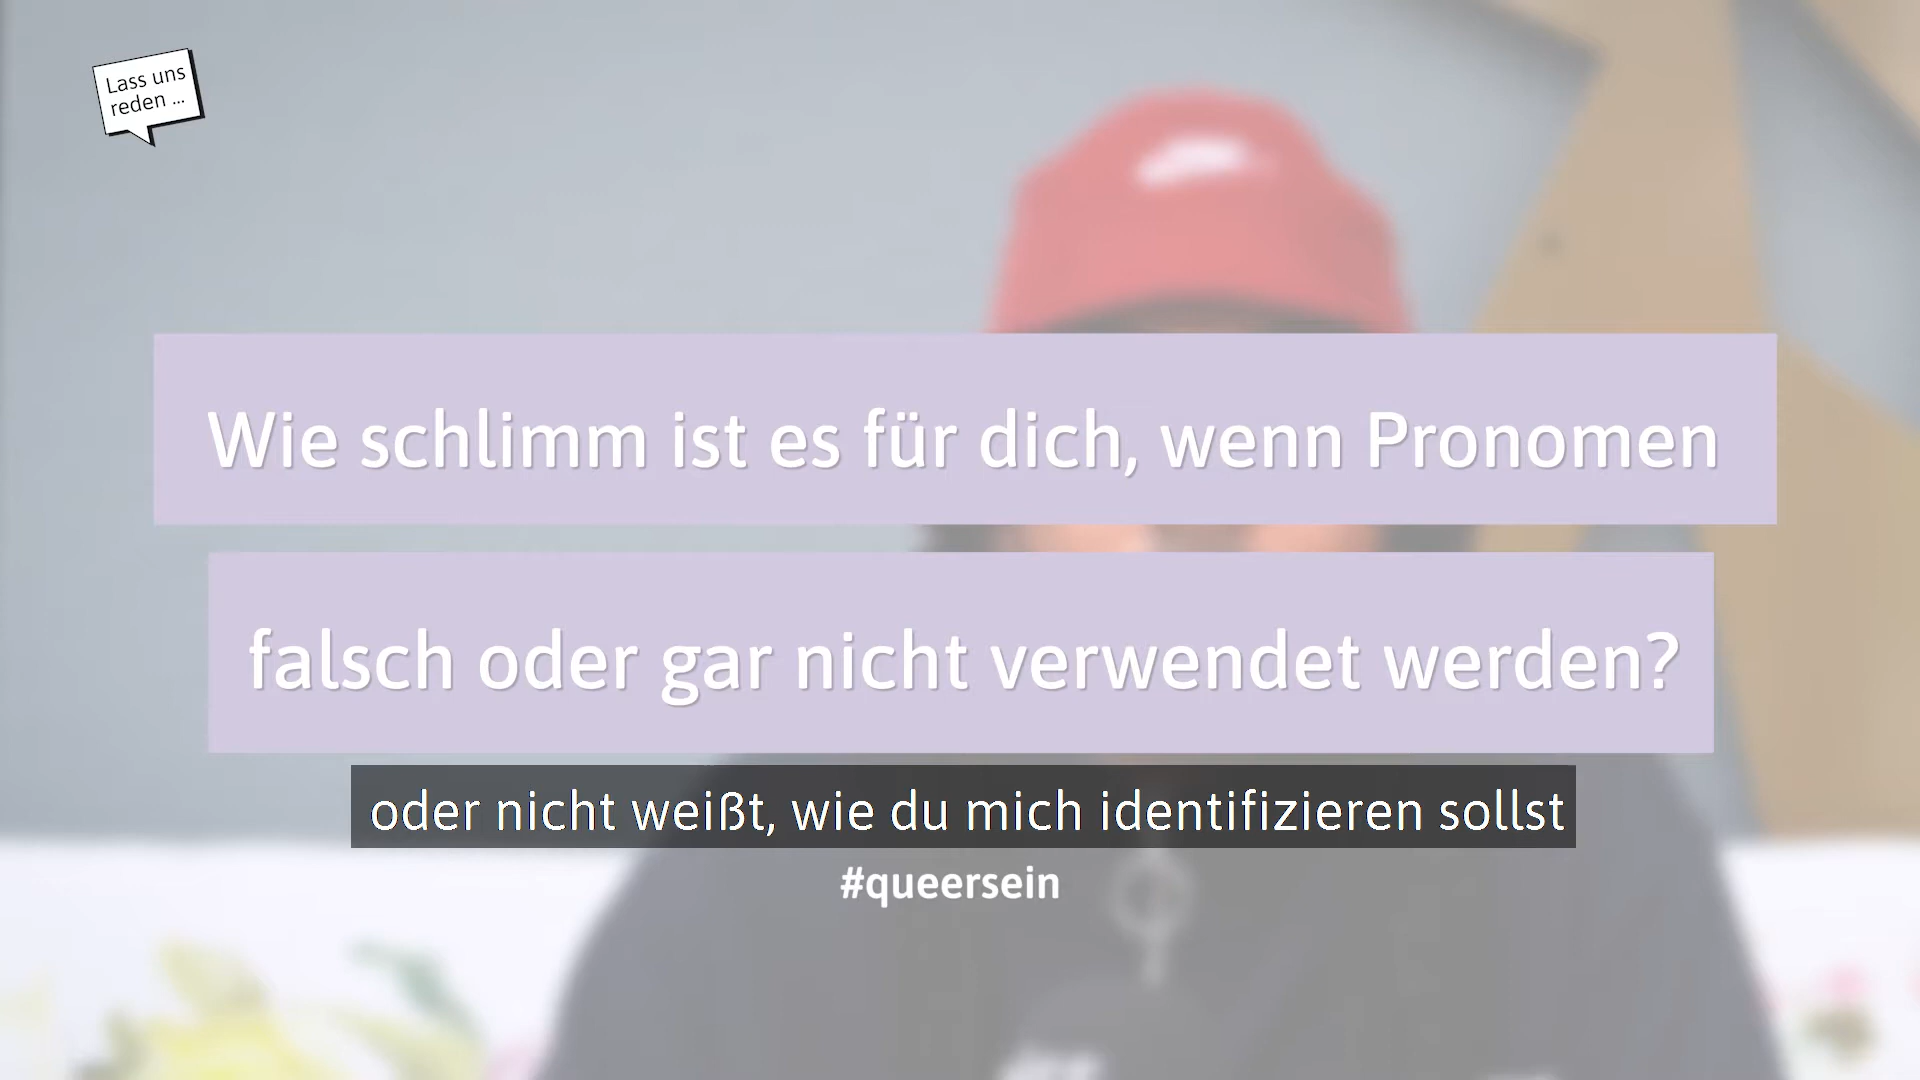 Lass uns
reden ...
Wie schlimm ist es für dich, wenn Pronomen
falsch oder gar nicht verwendet werden?
oder nicht weißt, wie du mich identifizieren sollst
#queersein